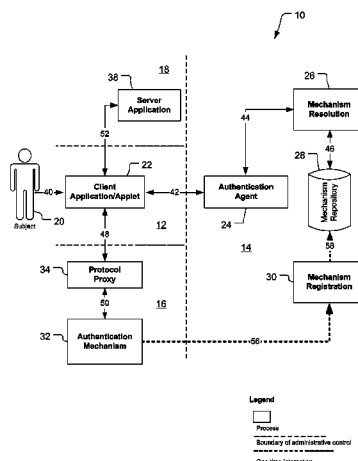 10
18
38
Server
Application
26
Mechanism
Resolution
52
44
22
46
28
Client
Application/Applet
40
42
Authentication
Agent
Mechanism
Repository
20
Subject
12
24
48
14
58
34
Protocol
Proxy
30
Mechanism
Registration
50
16
32
Authentication
Mechanism
56
Legend
Process
Boundary of administrative control